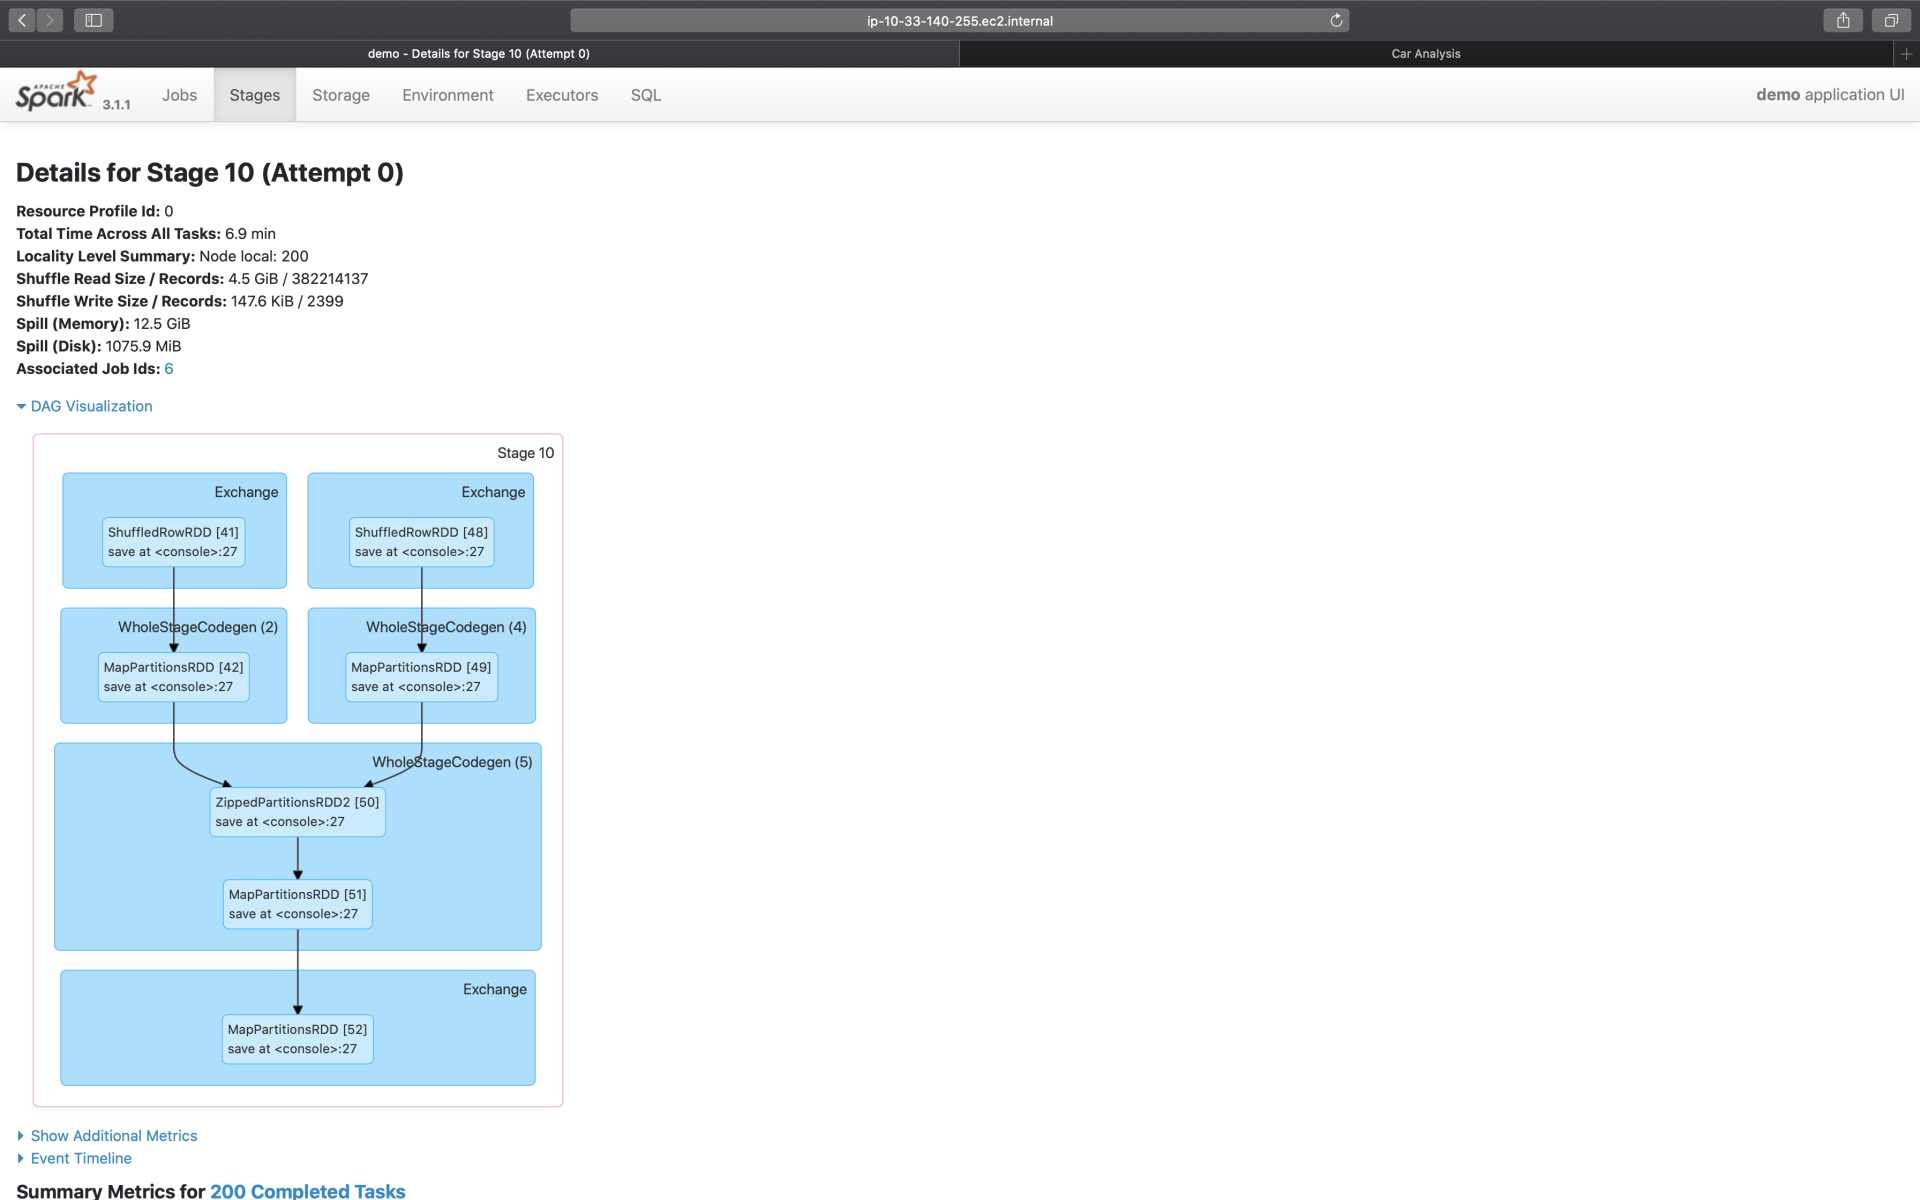 ip-10-33-140-255.ec2.internal
demo - Details for Stage 10 (Attempt 0)
Car Analysis
APACHE Spark 3.1.1
Jobs
Stages
Storage
Environment
Executors
SQL
demo application UI
Details for Stage 10 (Attempt 0)
Resource Profile Id: 0
Total Time Across All Tasks: 6.9 min
Locality Level Summary: Node local: 200
Shuffle Read Size / Records: 4.5 GiB / 382214137
Shuffle Write Size / Records: 147.6 KiB / 2399
Spill (Memory): 12.5 GiB
Spill (Disk): 1075.9 MiB
Associated Job Ids: 6
DAG Visualization
Stage 10
Exchange
ShuffledRowRDD [41]
save at <console>:27
Exchange
ShuffledRowRDD [48]
save at <console>:27
WholeStageCodegen (2)
MapPartitionsRDD [42]
save at <console>:27
WholeStageCodegen (4)
MapPartitionsRDD [49]
save at <console>:27
WholeStageCodegen (5)
ZippedPartitionsRDD2 [50]
save at <console>:27
MapPartitionsRDD [51]
save at <console>:27
Exchange
MapPartitionsRDD [52]
save at <console>:27
Show Additional Metrics
Event Timeline
Summary Metrics for 200 Completed Tasks